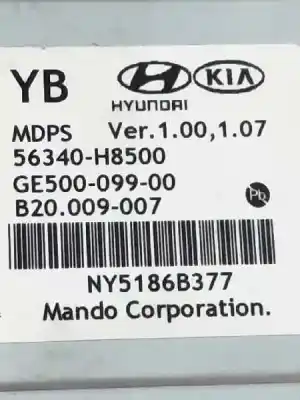 YB
HYUNDAI
KIA
MDPS Ver.1.00,1.07
56340-H8500
GE500-099-00
B20.009-007
Pb
NY5186B377
Mando Corporation.